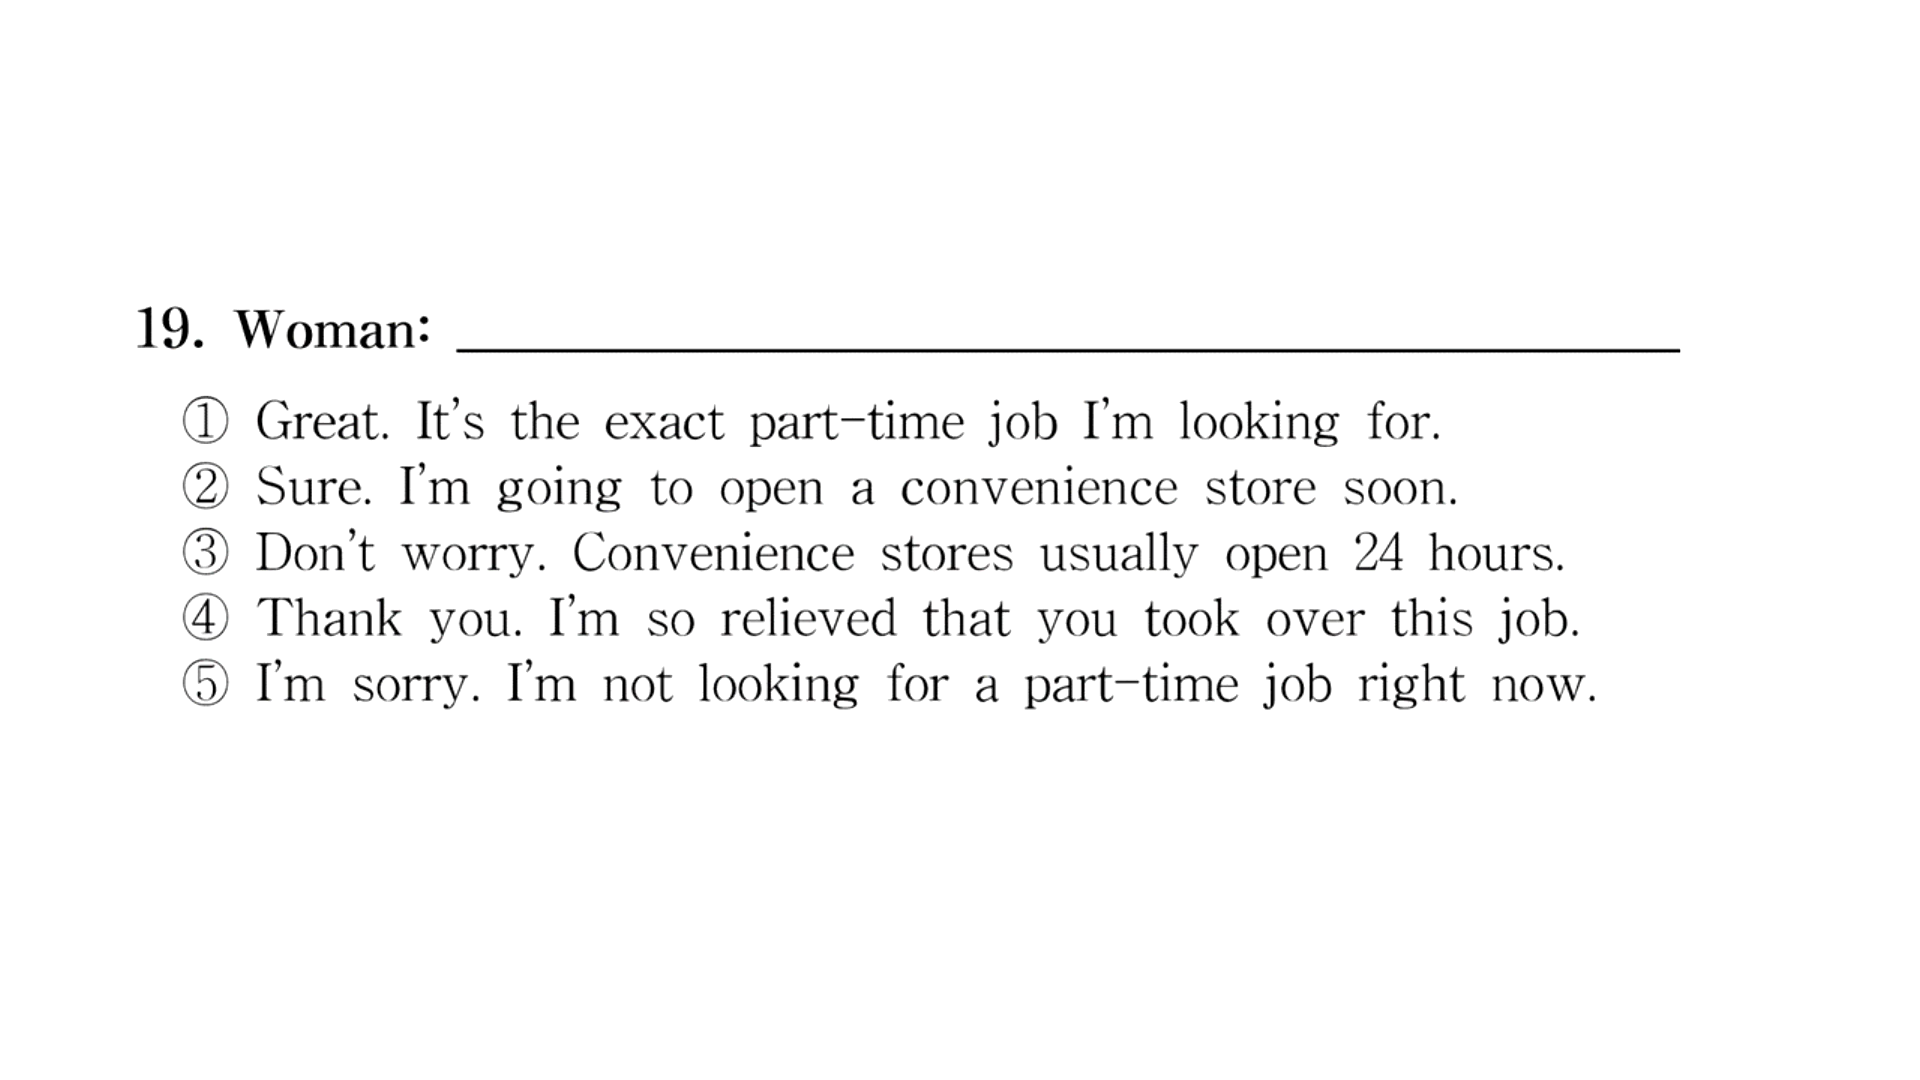 19. Woman: ____________________
① Great. It's the exact part-time job I'm looking for.
② Sure. I'm going to open a convenience store soon.
③ Don't worry. Convenience stores usually open 24 hours.
④ Thank you. I'm so relieved that you took over this job.
⑤ I'm sorry. I'm not looking for a part-time job right now.